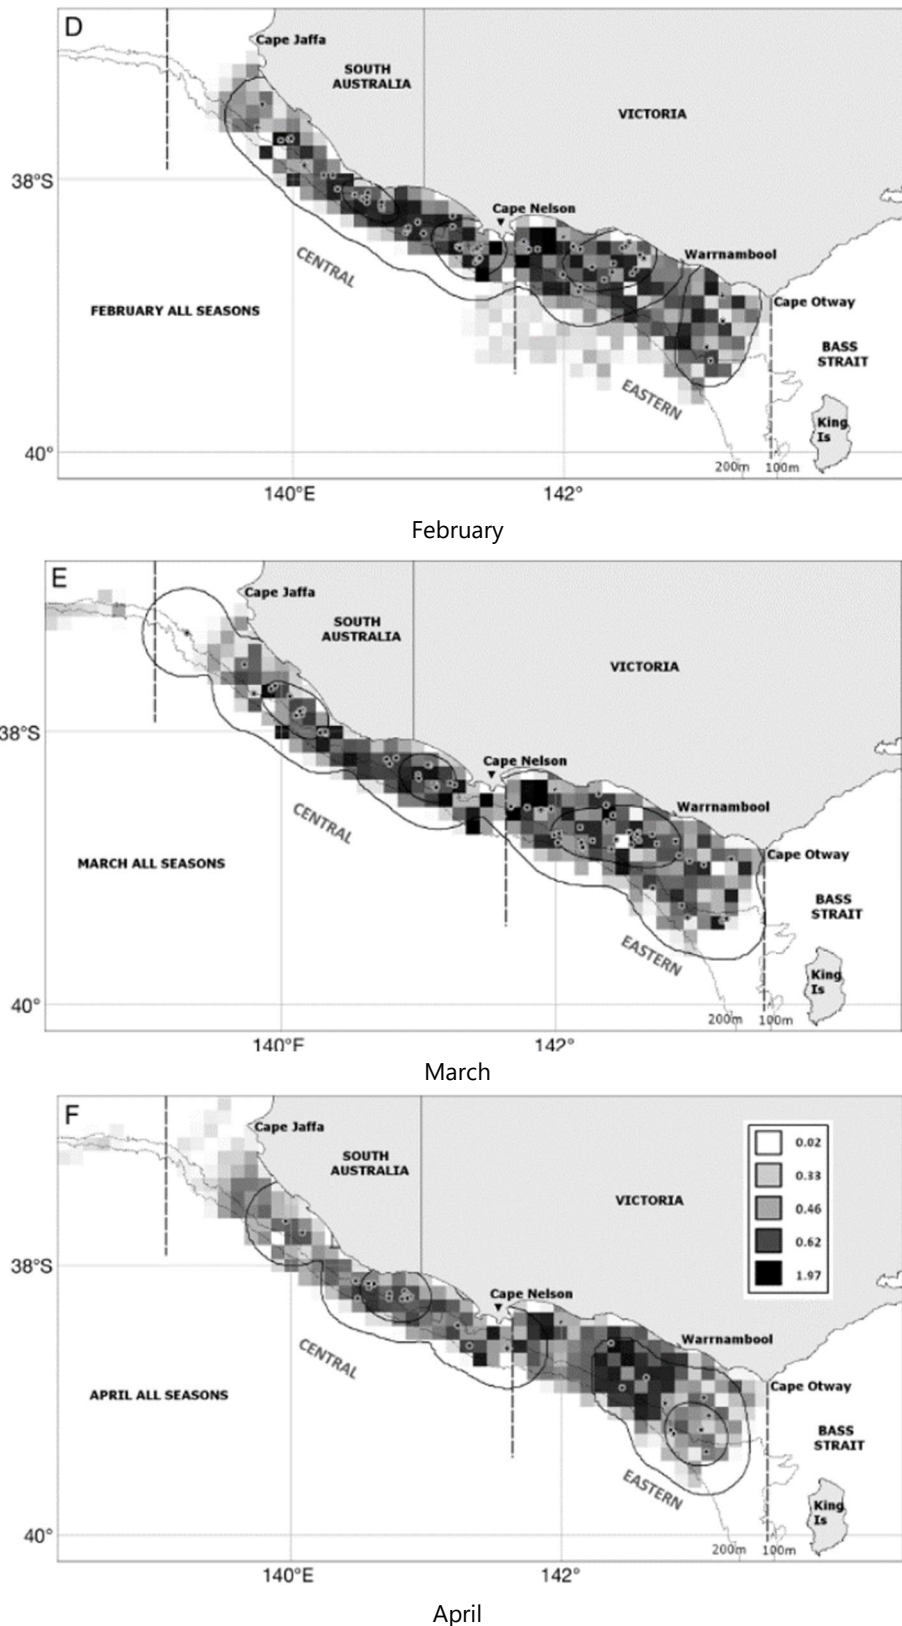 D
Cape Jaffa
SOUTH
AUSTRALIA
VICTORIA
38°S
Cape Nelson
Warrnambool
CENTRAL
Cape Otway
FEBRUARY ALL SEASONS
BASS
STRAIT
EASTERN
King
Is
40°
200m 100m
140°E 142°
February
E
Cape Jaffa
SOUTH
AUSTRALIA
VICTORIA
38°S
Cape Nelson
Warrnambool
CENTRAL
Cape Otway
MARCH ALL SEASONS
BASS
STRAIT
EASTERN
King
Is
40°
200m 100m
140°E 142°
March
F
Cape Jaffa
SOUTH
AUSTRALIA
VICTORIA
0.02
0.33
0.46
0.62
1.97
38°S
Cape Nelson
Warrnambool
CENTRAL
Cape Otway
APRIL ALL SEASONS
BASS
STRAIT
EASTERN
King
Is
40°
200m 100m
140°E 142°
April